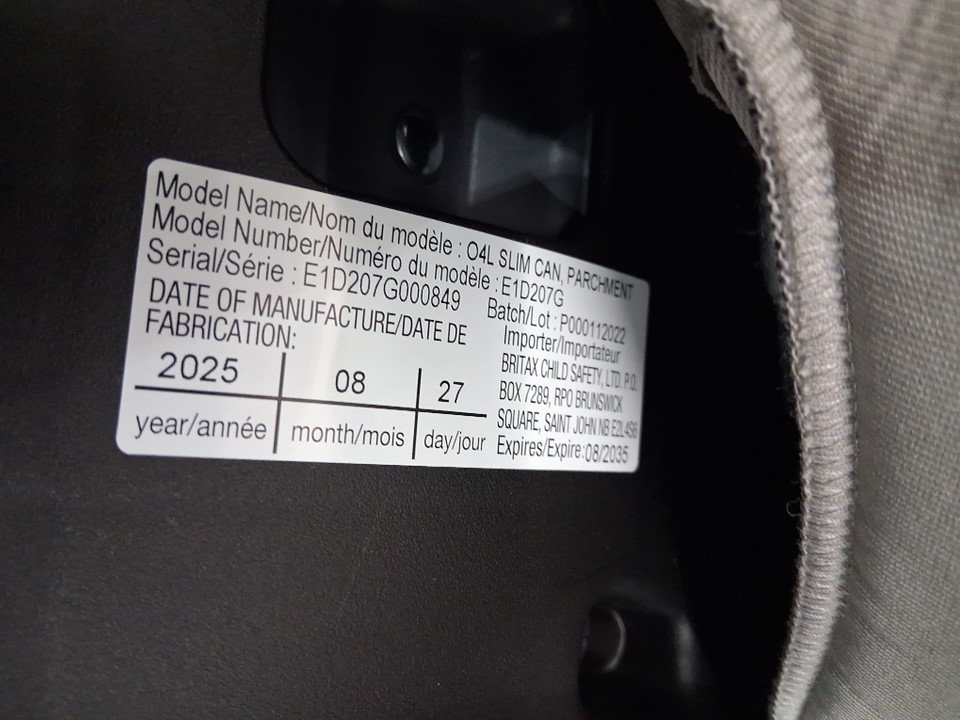 Model Name/Nom du modèle : O4L SLIM CAN, PARCHMENT
Model Number/Numéro du modèle : E1D207G
Serial/Série : E1D207G000849
Batch/Lot : P000112022
DATE OF MANUFACTURE/DATE DE
FABRICATION:
2025 08 27
year/année month/mois day/jour
Importer/Importateur
BRITAX CHILD SAFETY, LTD. P.O.
BOX 7289, RPO BRUNSWICK
SQUARE, SAINT JOHN NB E2L4S6
Expires/Expire:08/2035